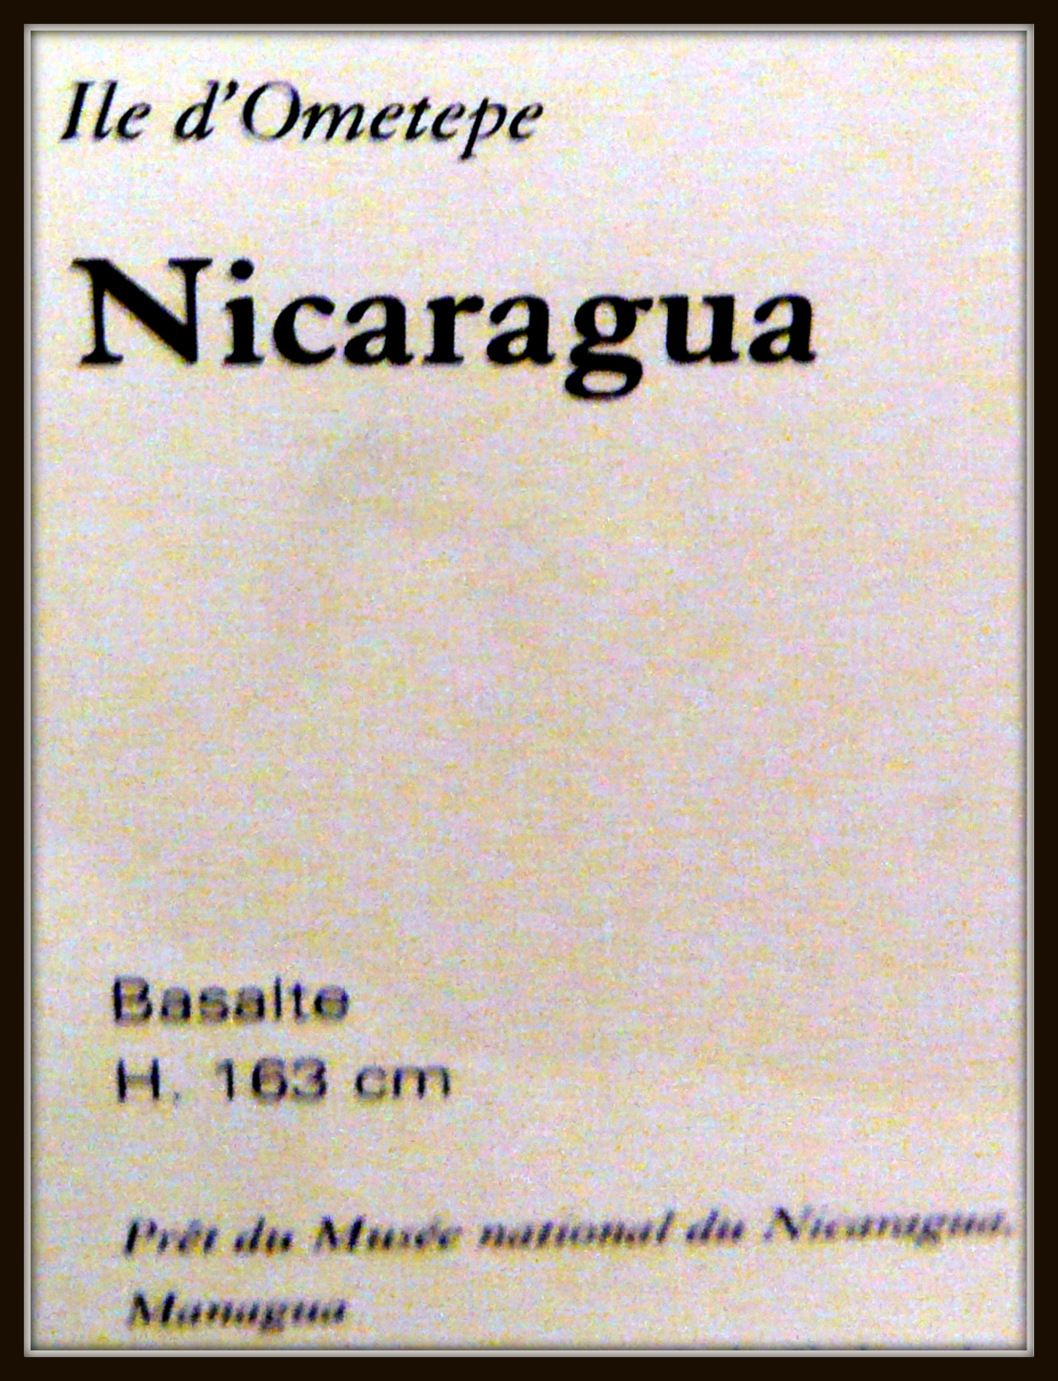 Ile d'Ometepe
Nicaragua
Basalte
H. 163 cm
Prêt du Musée national du Nicaragua,
Managua